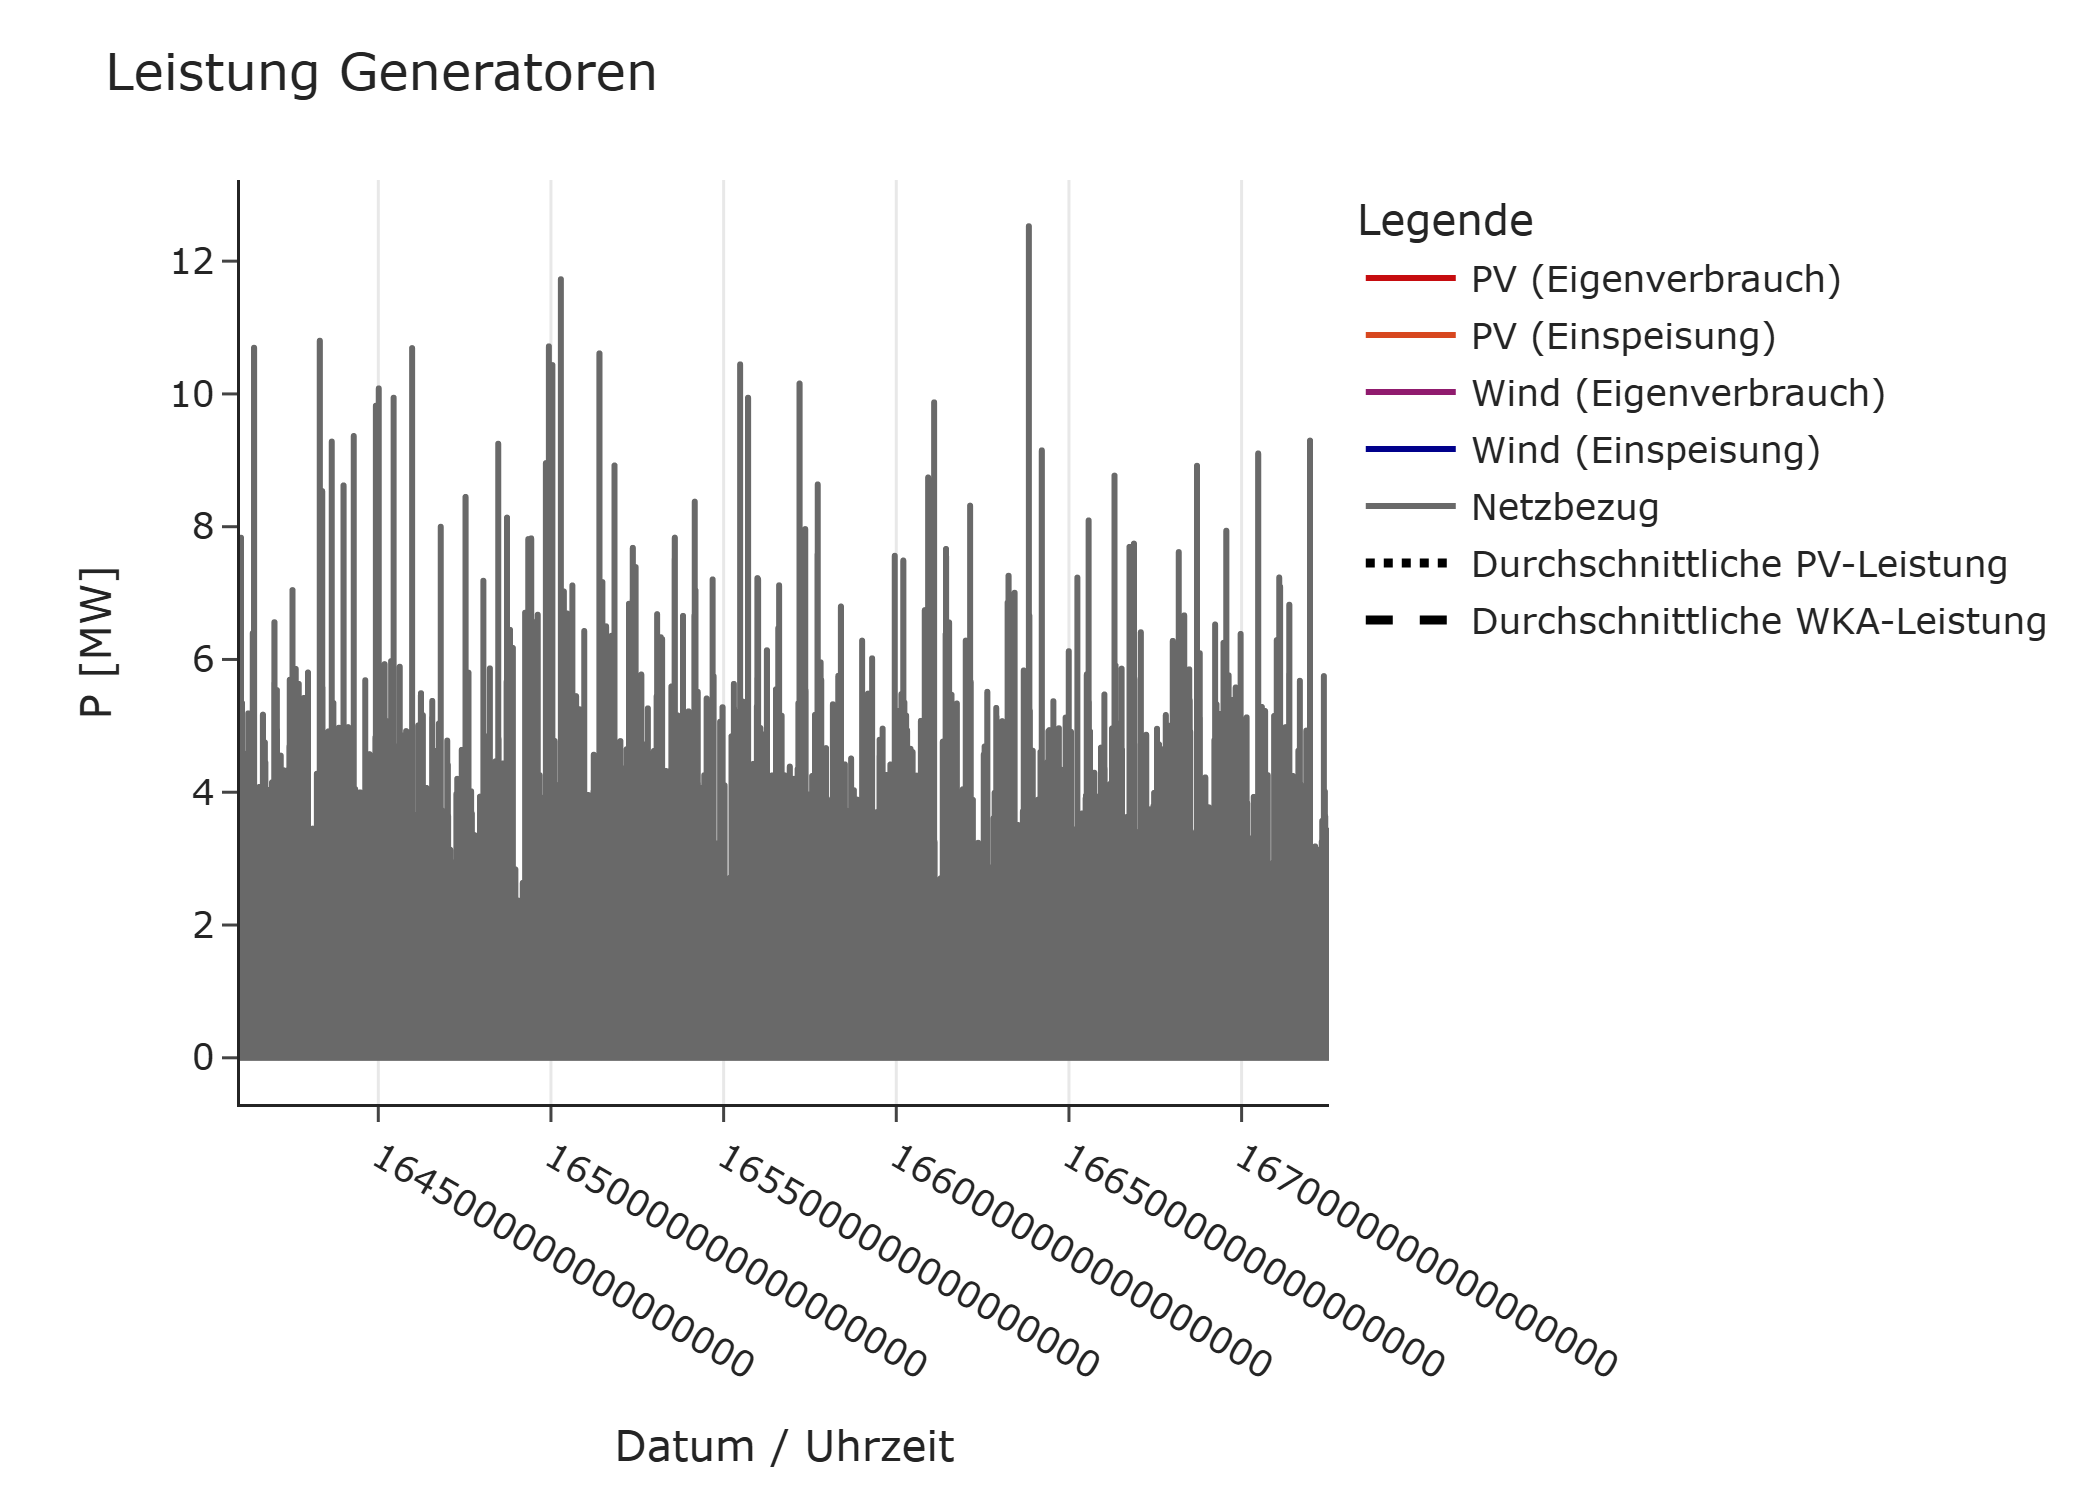 Leistung Generatoren
Legende
PV (Eigenverbrauch)
PV (Einspeisung)
Wind (Eigenverbrauch)
Wind (Einspeisung)
Netzbezug
Durchschnittliche PV-Leistung
Durchschnittliche WKA-Leistung
P [MW]
12
10
8
6
4
2
0
1645000000000000000
1650000000000000000
1655000000000000000
1660000000000000000
1665000000000000000
1670000000000000000
Datum / Uhrzeit